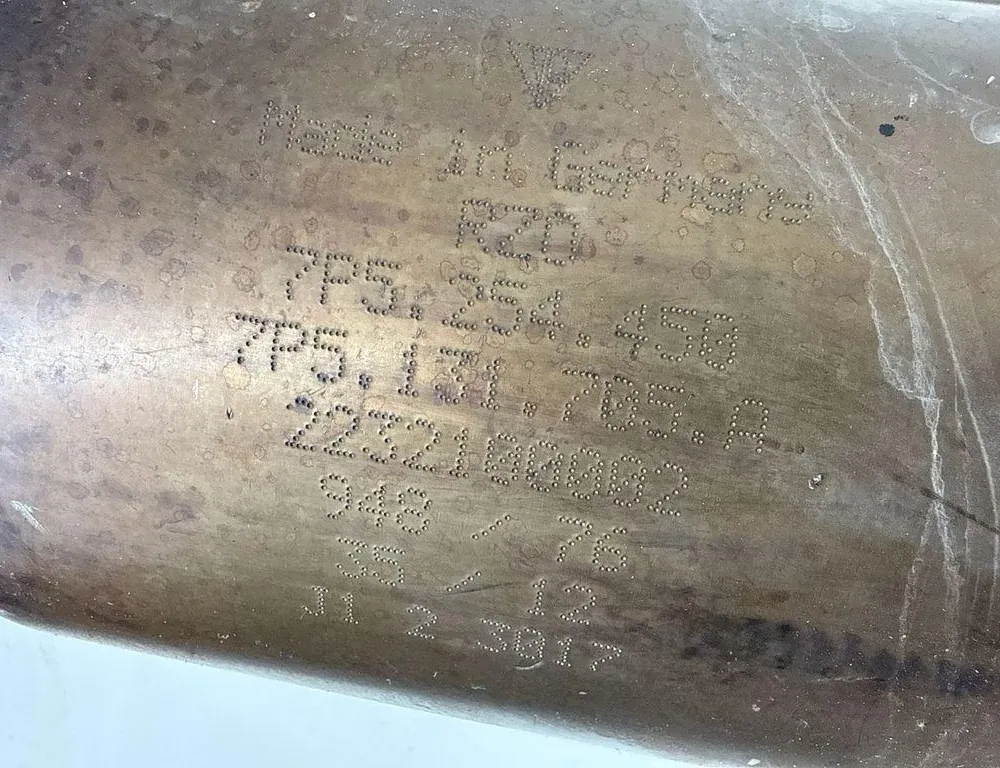 Made in Germany
RZD
7P5.254.450
7P5.131.705.A
2232100002
948 / 76
35 / 12
J1 2 3917